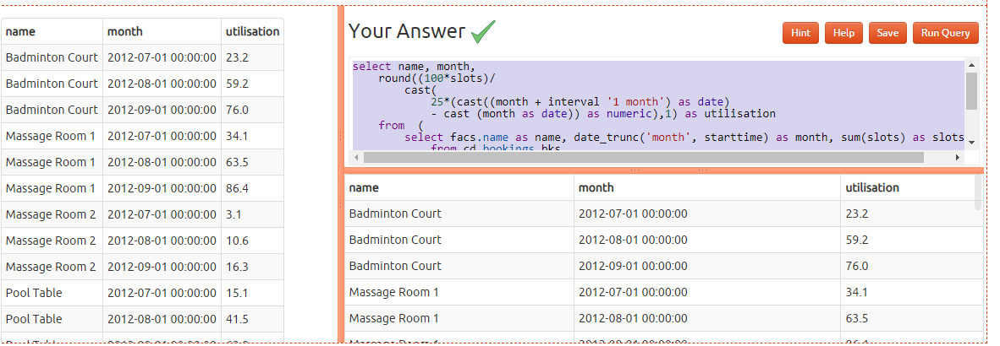 name month utilisation
Badminton Court 2012-07-01 00:00:00 23.2
Badminton Court 2012-08-01 00:00:00 59.2
Badminton Court 2012-09-01 00:00:00 76.0
Massage Room 1 2012-07-01 00:00:00 34.1
Massage Room 1 2012-08-01 00:00:00 63.5
Massage Room 1 2012-09-01 00:00:00 86.4
Massage Room 2 2012-07-01 00:00:00 3.1
Massage Room 2 2012-08-01 00:00:00 10.6
Massage Room 2 2012-09-01 00:00:00 16.3
Pool Table 2012-07-01 00:00:00 15.1
Pool Table 2012-08-01 00:00:00 41.5
Your Answer
Hint Help Save Run Query
select name, month,
round((100*slots)/
cast(
25*(cast((month + interval '1 month') as date)
- cast (month as date)) as numeric),1) as utilisation
from (
select facs.name as name, date_trunc('month', starttime) as month, sum(slots) as slots
from cd.bookings bks
name month utilisation
Badminton Court 2012-07-01 00:00:00 23.2
Badminton Court 2012-08-01 00:00:00 59.2
Badminton Court 2012-09-01 00:00:00 76.0
Massage Room 1 2012-07-01 00:00:00 34.1
Massage Room 1 2012-08-01 00:00:00 63.5